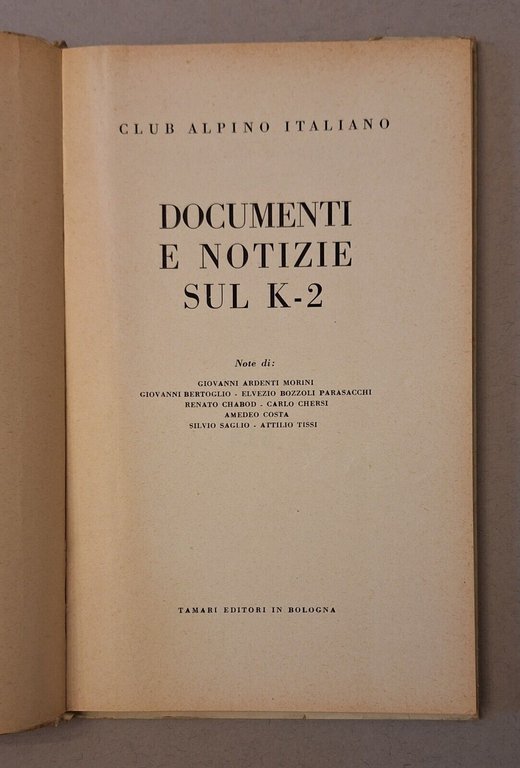 CLUB ALPINO ITALIANO
DOCUMENTI
E NOTIZIE
SUL K-2
Note di:
GIOVANNI ARDENTI MORINI
GIOVANNI BERTOGLIO - ELVEZIO BOZZOLI PARASACCHI
RENATO CHABOD - CARLO CHERSI
AMEDEO COSTA
SILVIO SAGLIO - ATTILIO TISSI
TAMARI EDITORI IN BOLOGNA